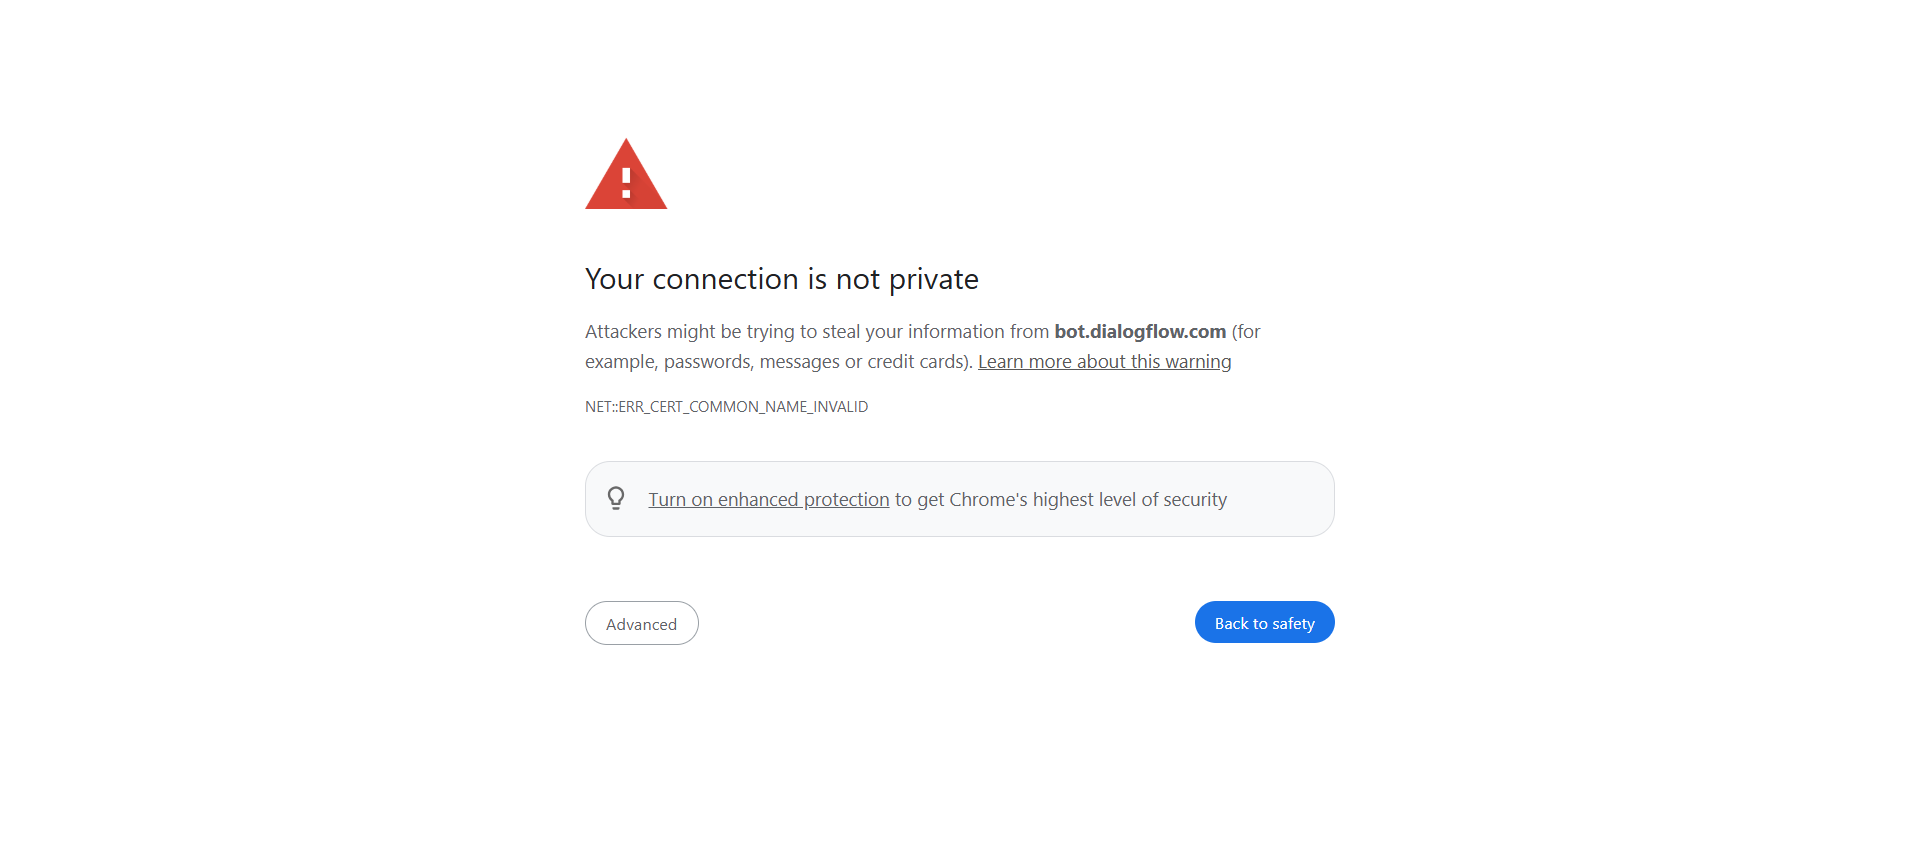 Your connection is not private
Attackers might be trying to steal your information from bot.dialogflow.com (for
example, passwords, messages or credit cards). Learn more about this warning
NET::ERR_CERT_COMMON_NAME_INVALID
Turn on enhanced protection to get Chrome's highest level of security
Advanced
Back to safety